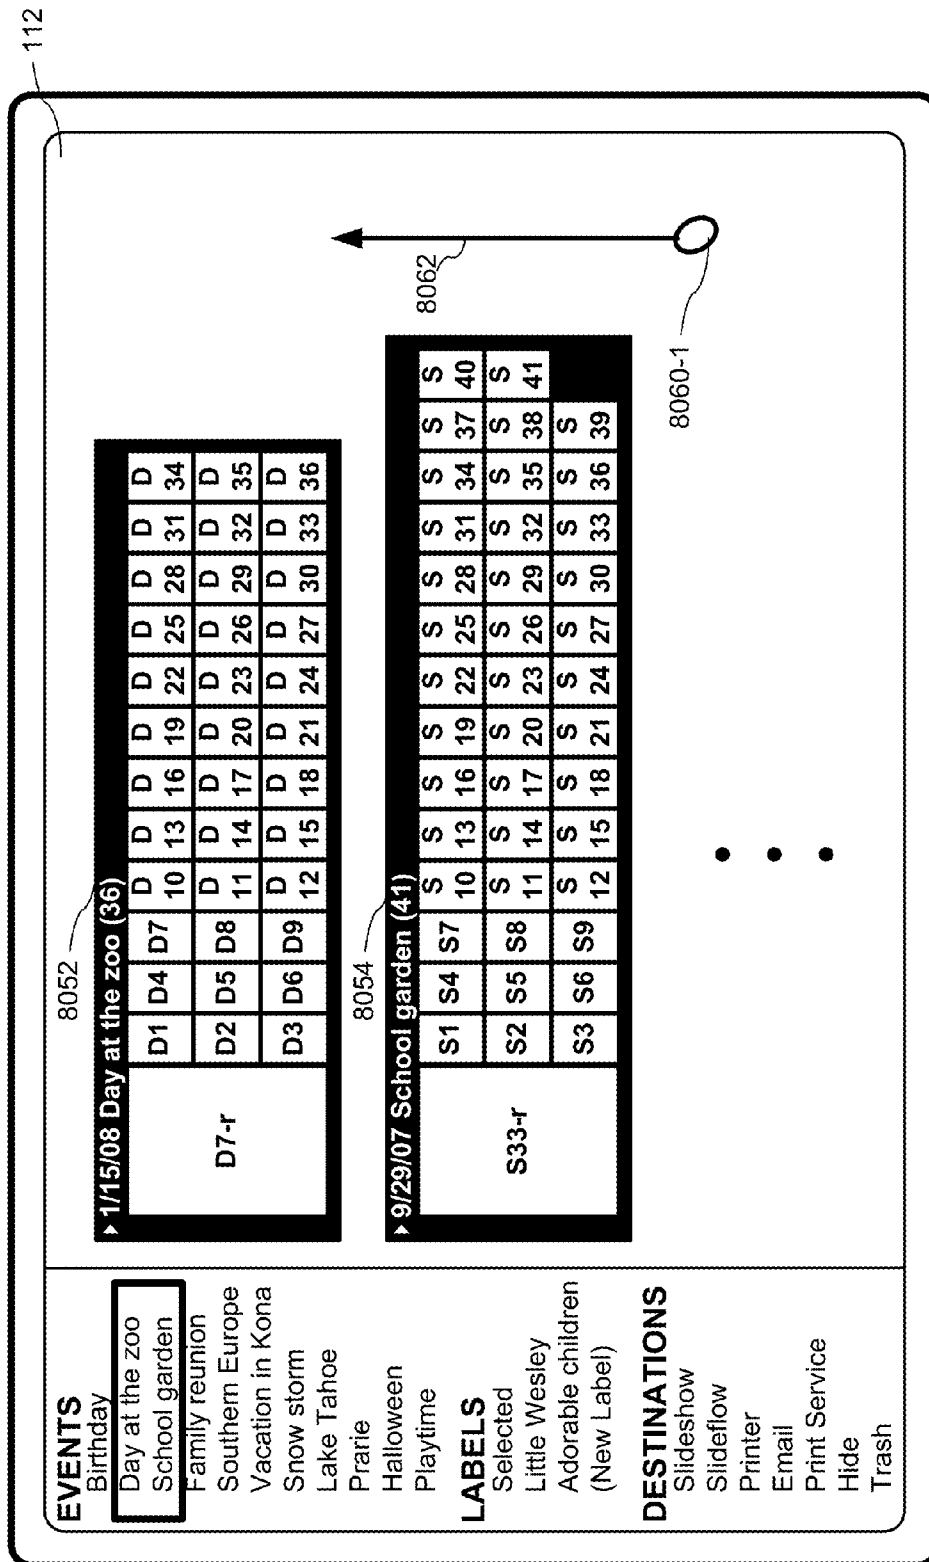 112
EVENTS
Birthday
Day at the zoo
School garden
Family reunion
Southern Europe
Vacation in Kona
Snow storm
Lake Tahoe
Prarie
Halloween
Playtime
LABELS
Selected
Little Wesley
Adorable children
(New Label)
DESTINATIONS
Slideshow
Slideflow
Printer
Email
Print Service
Hide
Trash
8052
1/15/08 Day at the zoo (36)
D7-r
D1 D4 D7 D 10 D 13 D 16 D 19 D 22 D 25 D 28 D 31 D 34
D2 D5 D8 D 11 D 14 D 17 D 20 D 23 D 26 D 29 D 32 D 35
D3 D6 D9 D 12 D 15 D 18 D 21 D 24 D 27 D 30 D 33 D 36
8054
9/29/07 School garden (41)
S33-r
S1 S4 S7 S 10 S 13 S 16 S 19 S 22 S 25 S 28 S 31 S 34 S 37 S 40
S2 S5 S8 S 11 S 14 S 17 S 20 S 23 S 26 S 29 S 32 S 35 S 38 S 41
S3 S6 S9 S 12 S 15 S 18 S 21 S 24 S 27 S 30 S 33 S 36 S 39
8062
8060-1